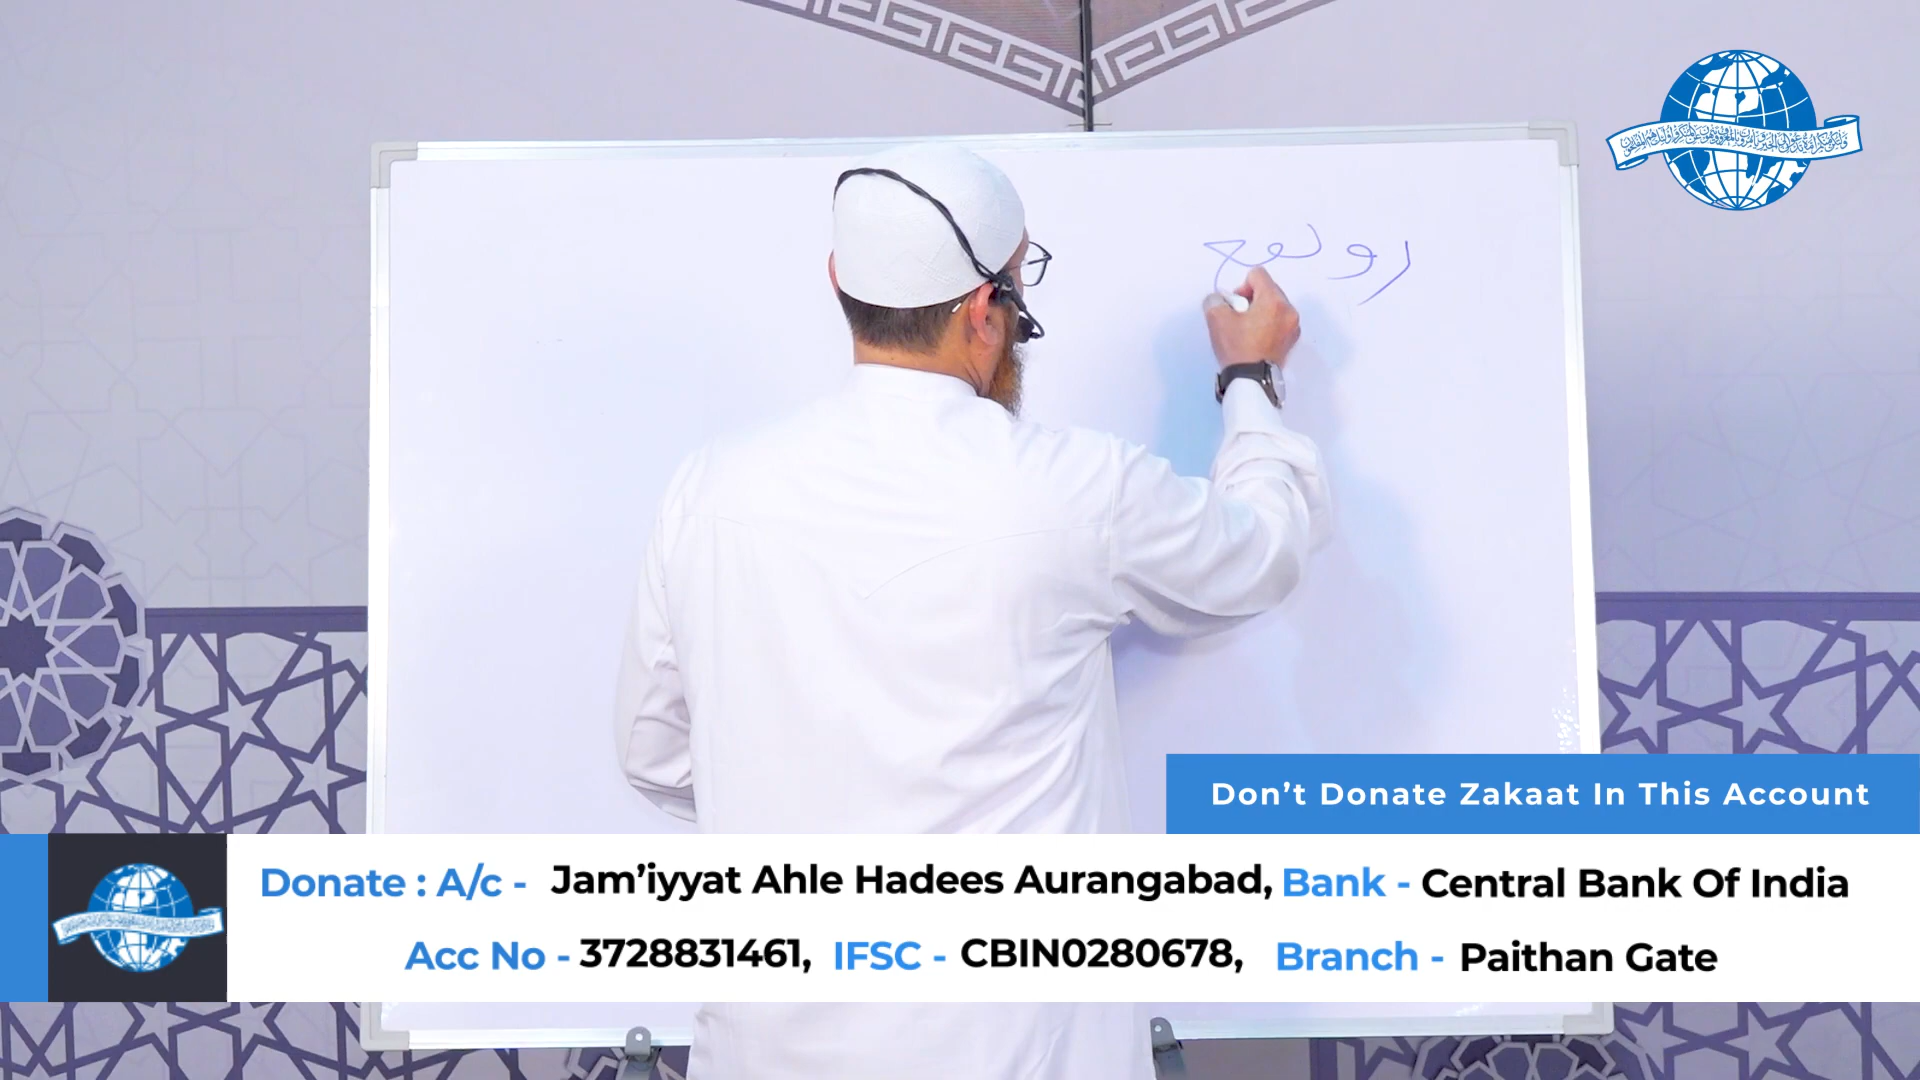 Don’t Donate Zakaat In This Account
Donate : A/c - Jam’iyyat Ahle Hadees Aurangabad, Bank - Central Bank Of India
Acc No - 3728831461, IFSC - CBIN0280678, Branch - Paithan Gate